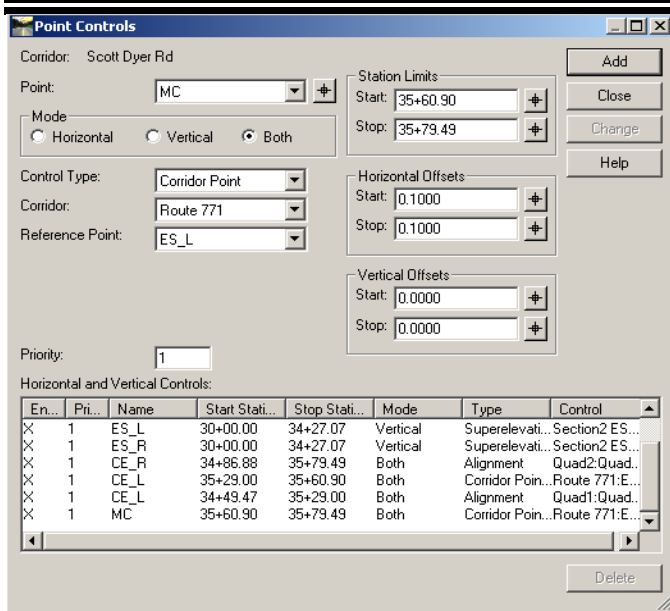 Point Controls
Corridor: Scott Dyer Rd
Point: MC
Mode
Horizontal Vertical Both
Control Type: Corridor Point
Corridor: Route 771
Reference Point: ES_L
Priority: 1
Station Limits
Start: 35+60.90
Stop: 35+79.49
Horizontal Offsets
Start: 0.1000
Stop: 0.1000
Vertical Offsets
Start: 0.0000
Stop: 0.0000
Add
Close
Change
Help
Horizontal and Vertical Controls:
En... Pri... Name Start Stati... Stop Stati... Mode Type Control
X 1 ES_L 30+00.00 34+27.07 Vertical Superelevati... Section2 ES...
X 1 ES_R 30+00.00 34+27.07 Vertical Superelevati... Section2 ES...
X 1 CE_R 34+86.88 35+79.49 Both Alignment Quad2:Quad...
X 1 CE_L 35+29.00 35+60.90 Both Corridor Poin... Route 771:E...
X 1 CE_L 34+49.47 35+29.00 Both Alignment Quad1:Quad...
X 1 MC 35+60.90 35+79.49 Both Corridor Poin... Route 771:E...
Delete